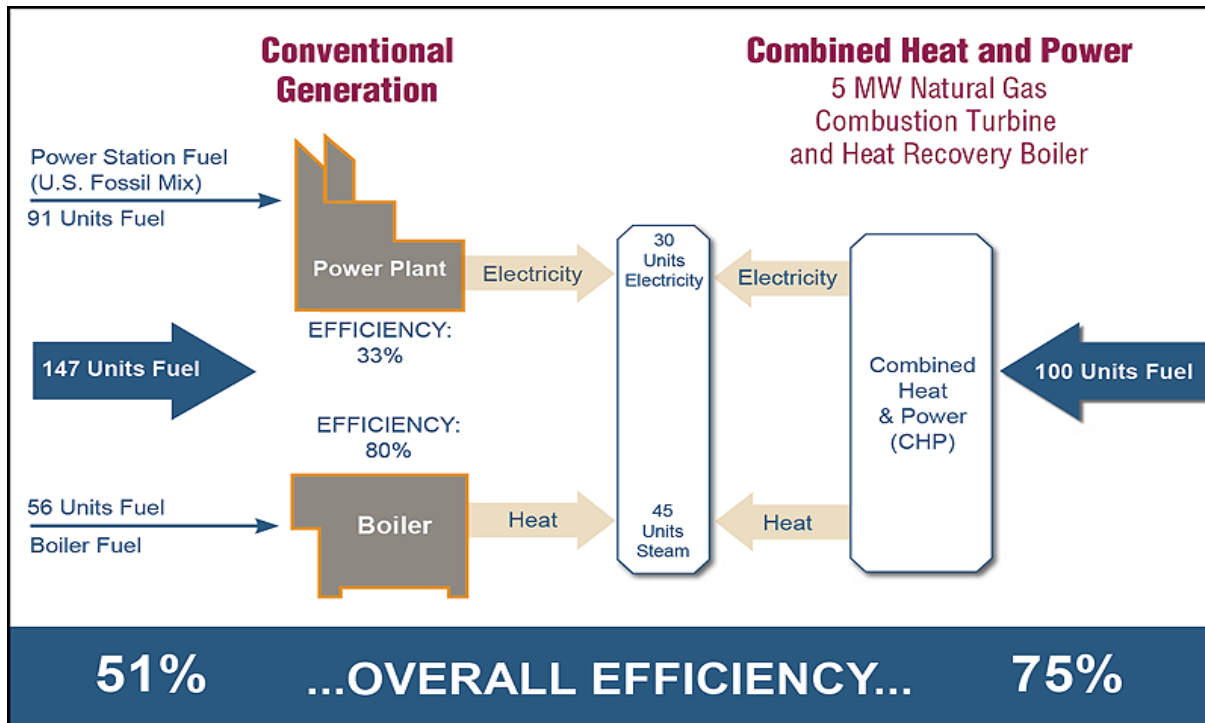 Conventional
Generation
Combined Heat and Power
5 MW Natural Gas
Combustion Turbine
and Heat Recovery Boiler
Power Station Fuel
(U.S. Fossil Mix)
91 Units Fuel
Power Plant
Electricity
30
Units
Electricity
Electricity
EFFICIENCY:
33%
147 Units Fuel
Combined
Heat
& Power
(CHP)
100 Units Fuel
EFFICIENCY:
80%
56 Units Fuel
Boiler Fuel
Boiler
Heat
45
Units
Steam
Heat
51%
...OVERALL EFFICIENCY...
75%